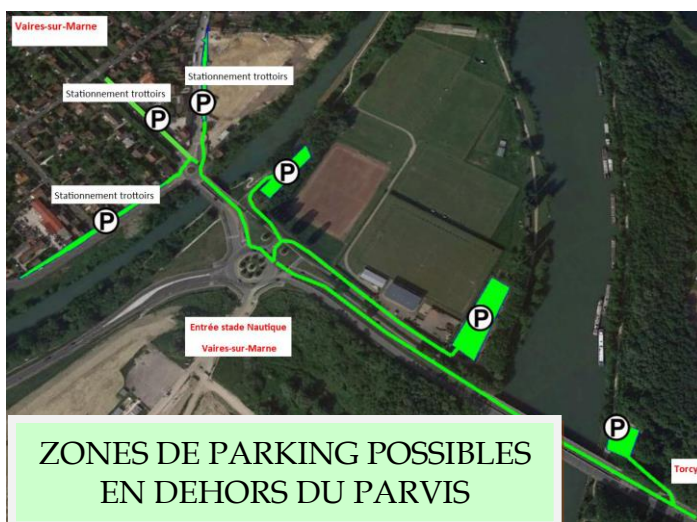 Vaires-sur-Marne
Stationnement trottoirs
P
Stationnement trottoirs
P
Stationnement trottoirs
P
P
P
Entrée stade Nautique
Vaires-sur-Marne
P
Torcy
ZONES DE PARKING POSSIBLES
EN DEHORS DU PARVIS